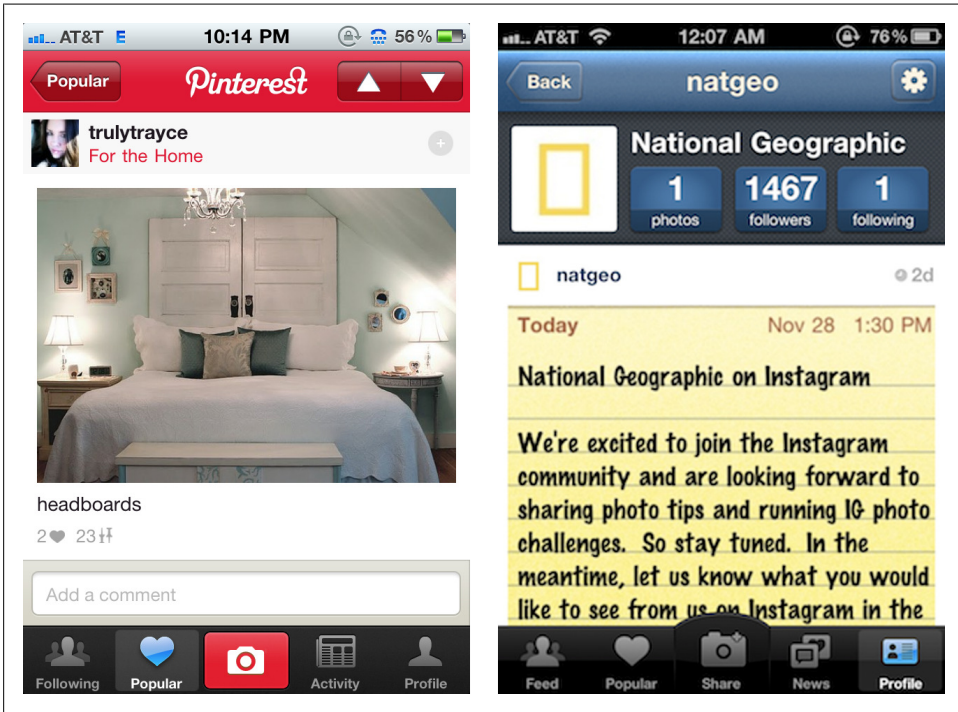 AT&T E 10:14 PM 56%
Popular Pinterest
trulytrayce
For the Home
headboards
2 23
Add a comment
Following Popular Activity Profile
AT&T 12:07 AM 76%
Back natgeo
National Geographic
1 1467 1
photos followers following
natgeo 2d
Today Nov 28 1:30 PM
National Geographic on Instagram
We're excited to join the Instagram
community and are looking forward to
sharing photo tips and running IG photo
challenges. So stay tuned. In the
meantime, let us know what you would
like to see from us on Instagram in the
Feed Popular Share News Profile